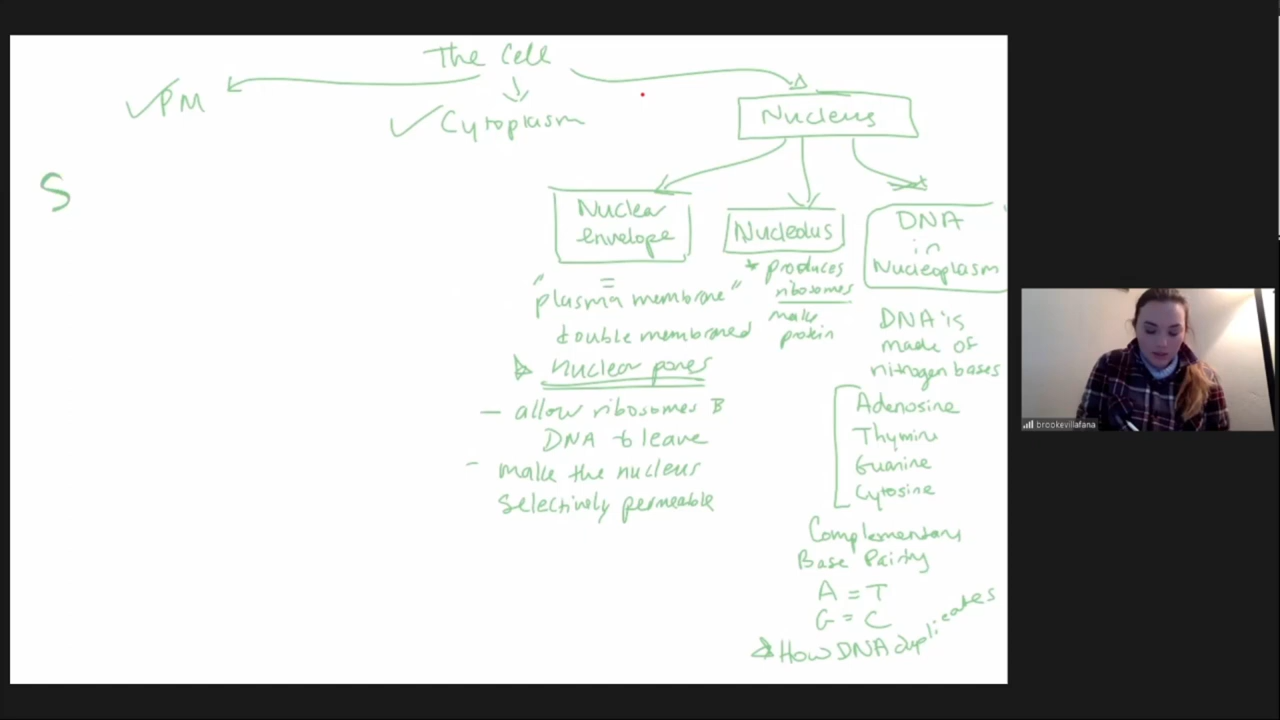 The Cell
✓PM
✓Cytoplasm
Nucleus
S
Nuclear
envelope
"plasma membrane"
double membraned
nuclear pores
- allow ribosomes &
DNA to leave
- make the nucleus
selectively permeable
Nucleolus
* produces
ribosomes
make
protein
DNA
in
Nucleoplasm
DNA is
made of
nitrogen bases
Adenosine
Thymine
Guanine
Cytosine
Complementary
Base Pairing
A = T
G = C
How DNA duplicates
brookevillafana